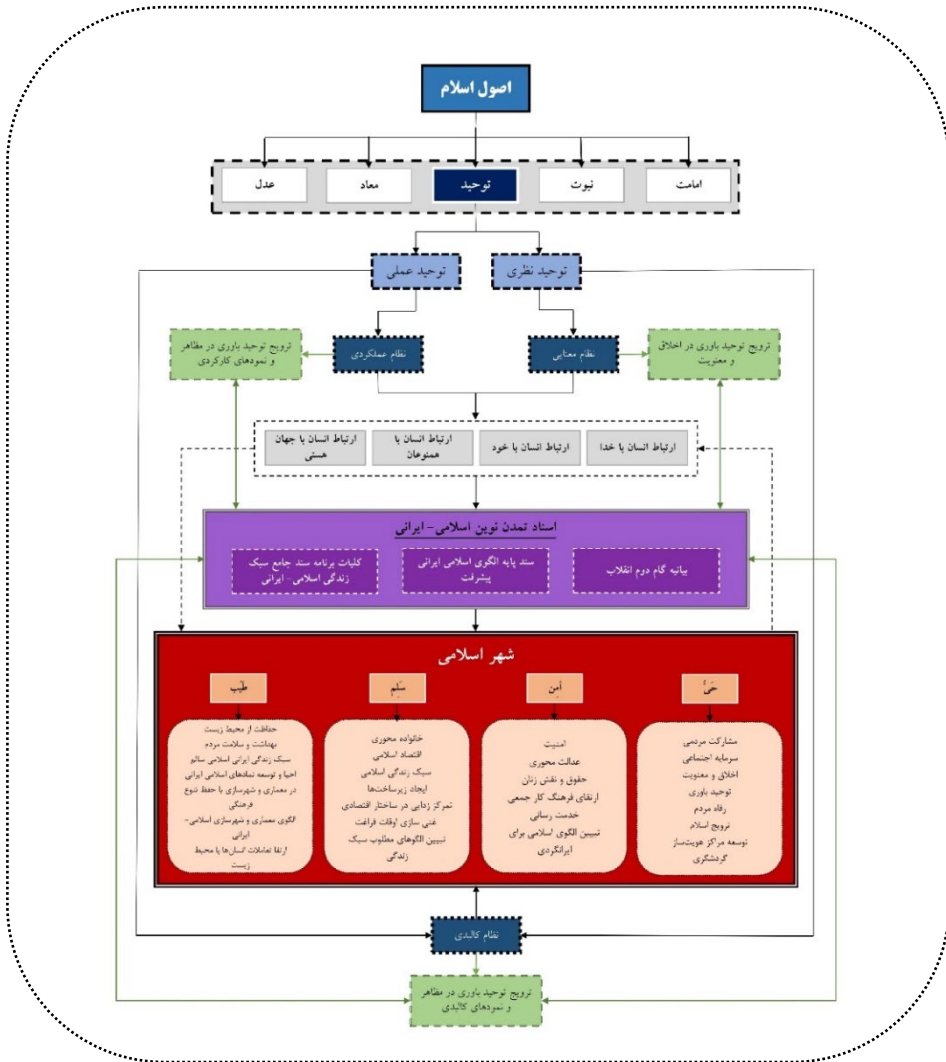 اصول اسلام
امامت
نبوت
توحید
معاد
عدل
توحید نظری
توحید عملی
ترویج توحید باوری در اخلاق
و معنویت
نظام معنایی
نظام عملکردی
ترویج توحید باوری در مظاهر
و نمودهای کارکردی
ارتباط انسان با خدا
ارتباط انسان با خود
ارتباط انسان با
همنوعان
ارتباط انسان با جهان
هستی
اسناد تمدن نوین اسلامی- ایرانی
بیانیه گام دوم انقلاب
سند پایه الگوی اسلامی ایرانی
پیشرفت
کلیات برنامه سند جامع سبک
زندگی اسلامی- ایرانی
شهر اسلامی
حَیُّ
مشارکت مردمی
سرمایه اجتماعی
اخلاق و معنویت
توحید باوری
رفاه مردم
ترویج اسلام
توسعه مراکز هویت‌ساز
گردشگری
أمِن
امنیت
عدالت محوری
حقوق و نقش زنان
ارتقای فرهنگ کار جمعی
خدمت رسانی
تبیین الگوی اسلامی برای
ایرانگردی
سَلِم
خانواده محوری
اقتصاد اسلامی
سبک زندگی اسلامی
ایجاد زیرساخت‌ها
تمرکز زدایی در ساختار اقتصادی
غنی سازی اوقات فراغت
تبیین الگوهای مطلوب سبک
زندگی
طیّب
حفاظت از محیط زیست
بهداشت و سلامت مردم
سبک زندگی ایرانی اسلامی سالم
احیا و توسعه نمادهای اسلامی ایرانی
در معماری و شهرسازی با حفظ تنوع
فرهنگی
الگوی معماری و شهرسازی اسلامی-
ایرانی
ارتقا تعاملات انسان‌ها با محیط
زیست
نظام کالبدی
ترویج توحید باوری در مظاهر
و نمودهای کالبدی